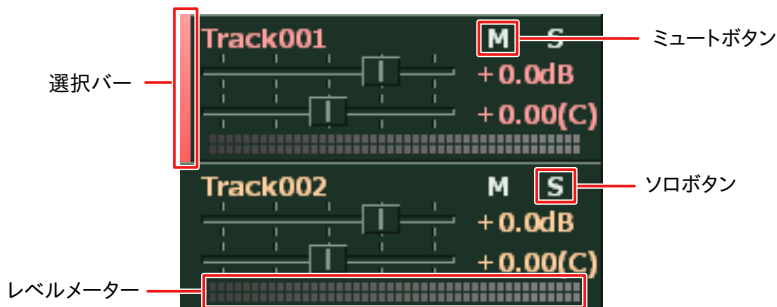 Track001 M S
ミュートボタン
選択バー
+0.0dB
+0.00(C)
Track002 M S
ソロボタン
+0.0dB
+0.00(C)
レベルメーター